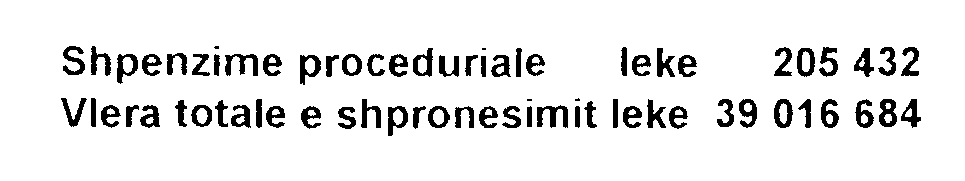 Shpenzime proceduriale leke 205 432
Vlera totale e shpronesimit leke 39 016 684